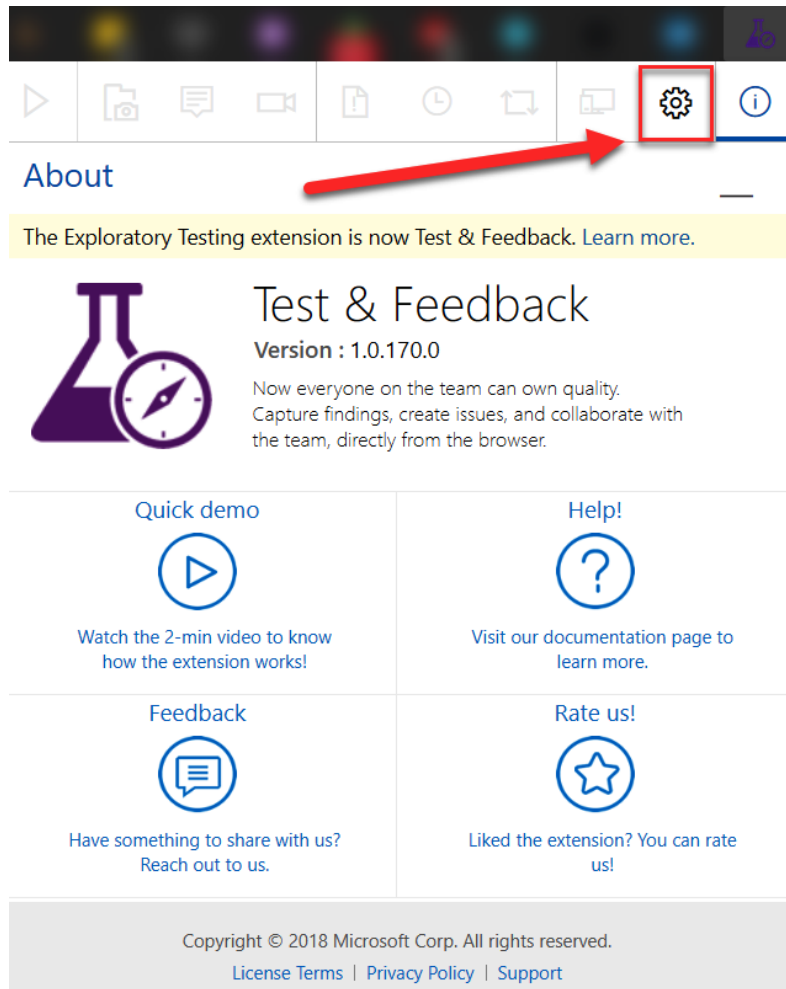 About
The Exploratory Testing extension is now Test & Feedback. Learn more.
Test & Feedback
Version : 1.0.170.0
Now everyone on the team can own quality.
Capture findings, create issues, and collaborate with
the team, directly from the browser.
Quick demo
Watch the 2-min video to know
how the extension works!
Help!
Visit our documentation page to
learn more.
Feedback
Have something to share with us?
Reach out to us.
Rate us!
Liked the extension? You can rate
us!
Copyright © 2018 Microsoft Corp. All rights reserved.
License Terms | Privacy Policy | Support